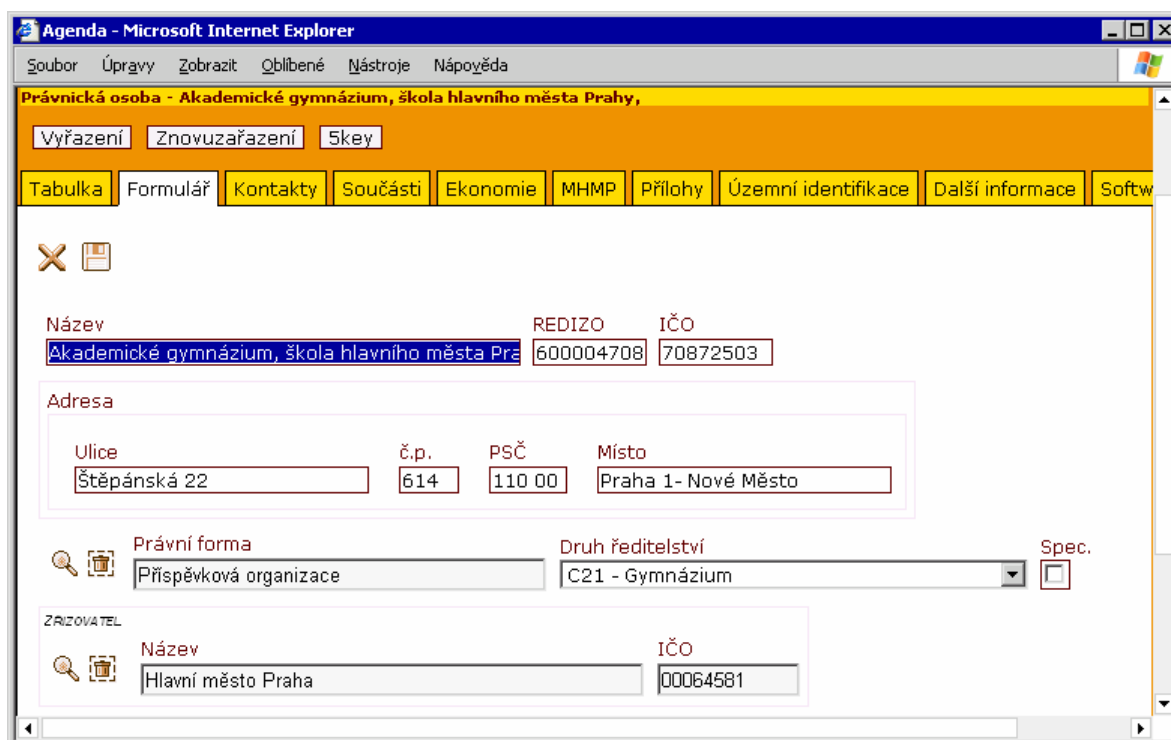 Agenda - Microsoft Internet Explorer
Soubor Úpravy Zobrazit Oblíbené Nástroje Nápověda
Právnická osoba - Akademické gymnázium, škola hlavního města Prahy,
Vyřazení Znovuzařazení 5key
Tabulka Formulář Kontakty Součásti Ekonomie MHMP Přílohy Územní identifikace Další informace Softw
Název REDIZO IČO
Akademické gymnázium, škola hlavního města Pra 600004708 70872503
Adresa
Ulice č.p. PSČ Místo
Štěpánská 22 614 110 00 Praha 1- Nové Město
Právní forma Druh ředitelství Spec.
Příspěvková organizace C21 - Gymnázium
ZŘIZOVATEL
Název IČO
Hlavní město Praha 00064581